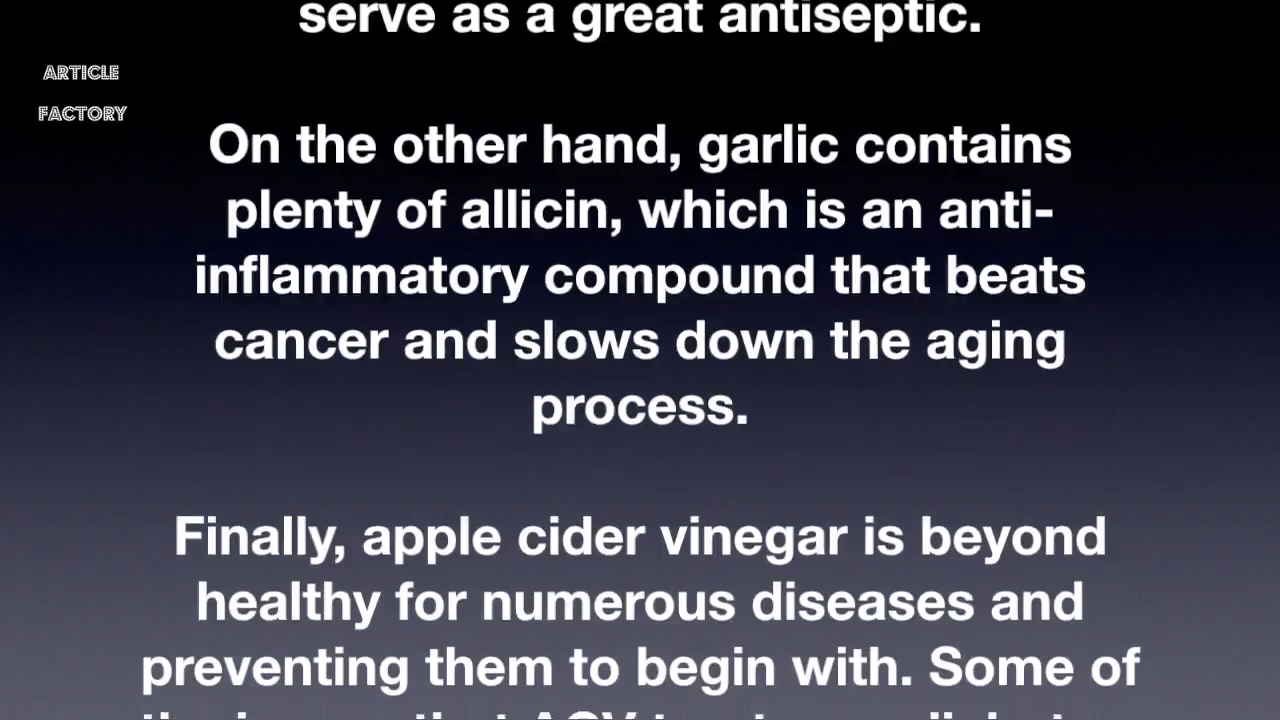 serve as a great antiseptic.
ARTICLE
FACTORY
On the other hand, garlic contains
plenty of allicin, which is an anti-
inflammatory compound that beats
cancer and slows down the aging
process.
Finally, apple cider vinegar is beyond
healthy for numerous diseases and
preventing them to begin with. Some of